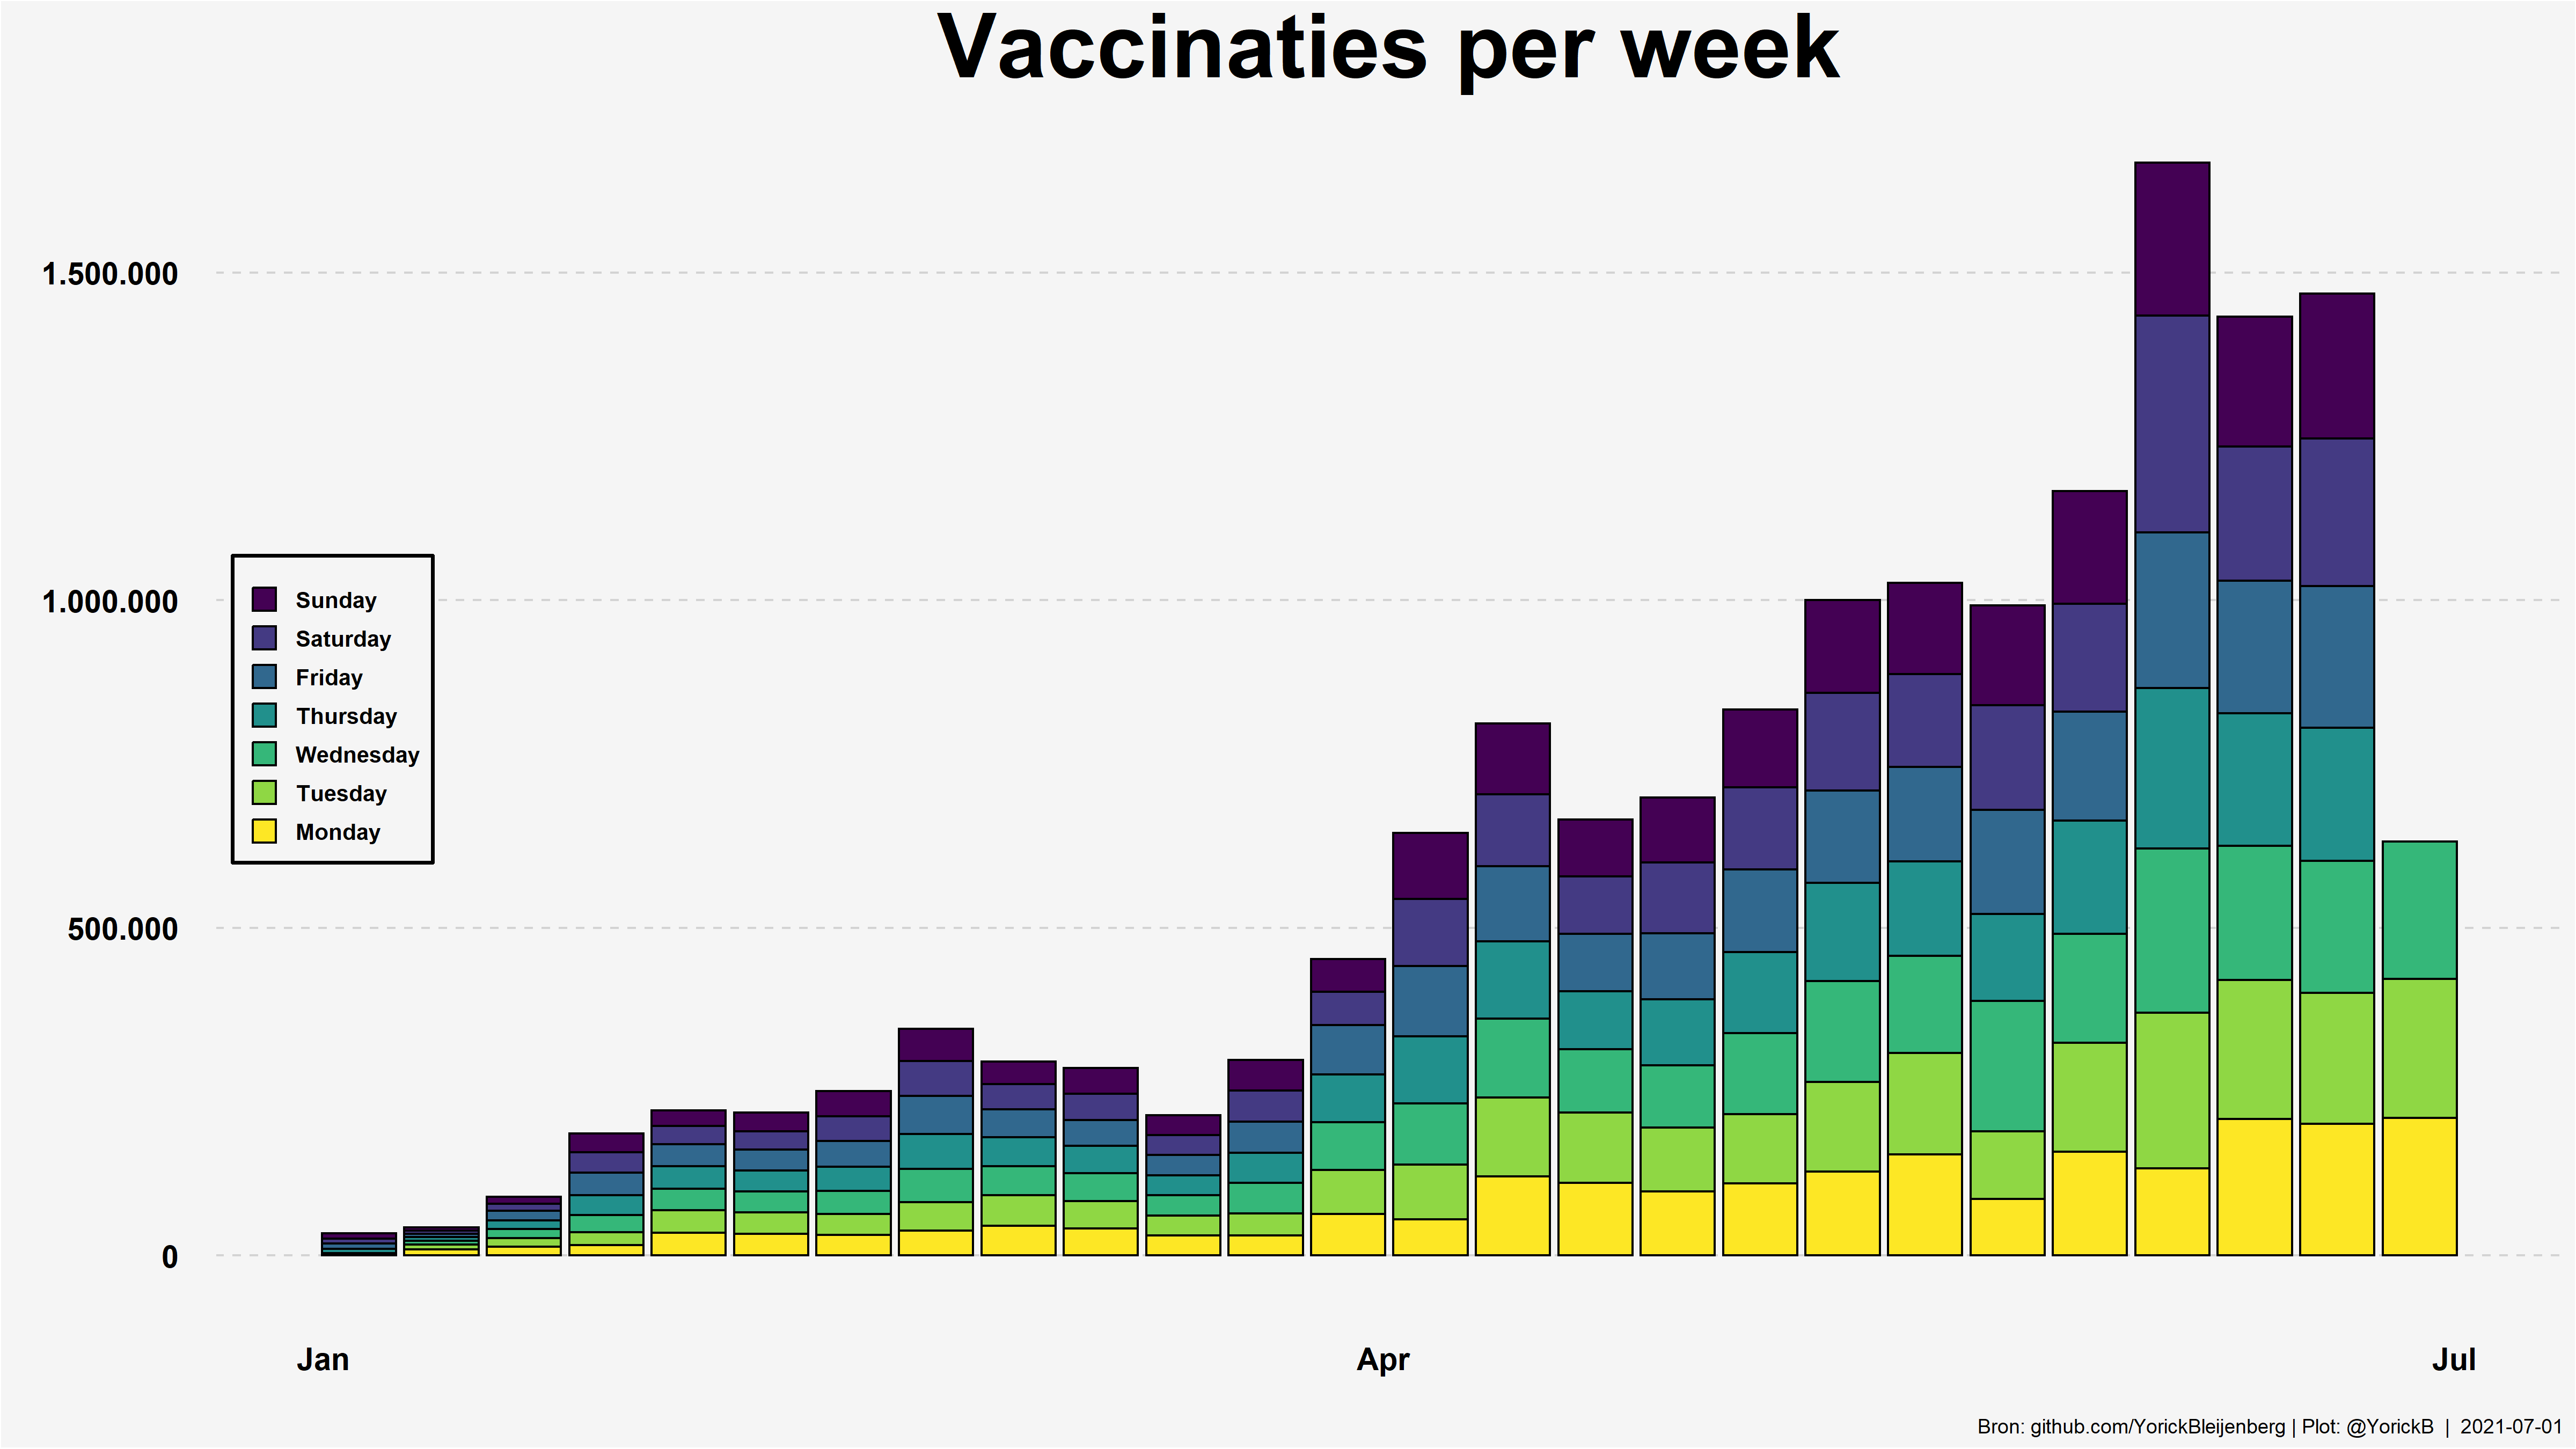 Vaccinaties per week
1.500.000
1.000.000
500.000
0
Sunday
Saturday
Friday
Thursday
Wednesday
Tuesday
Monday
Jan Apr Jul
Bron: github.com/YorickBleijenberg | Plot: @YorickB | 2021-07-01